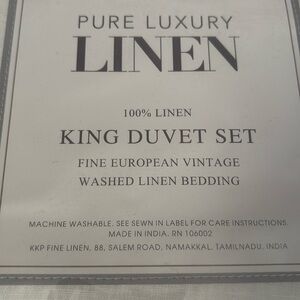 PURE LUXURY
LINEN
100% LINEN
KING DUVET SET
FINE EUROPEAN VINTAGE
WASHED LINEN BEDDING
MACHINE WASHABLE. SEE SEWN IN LABEL FOR CARE INSTRUCTIONS.
MADE IN INDIA. RN 106002
KKP FINE LINEN, 88, SALEM ROAD, NAMAKKAL, TAMILNADU, INDIA